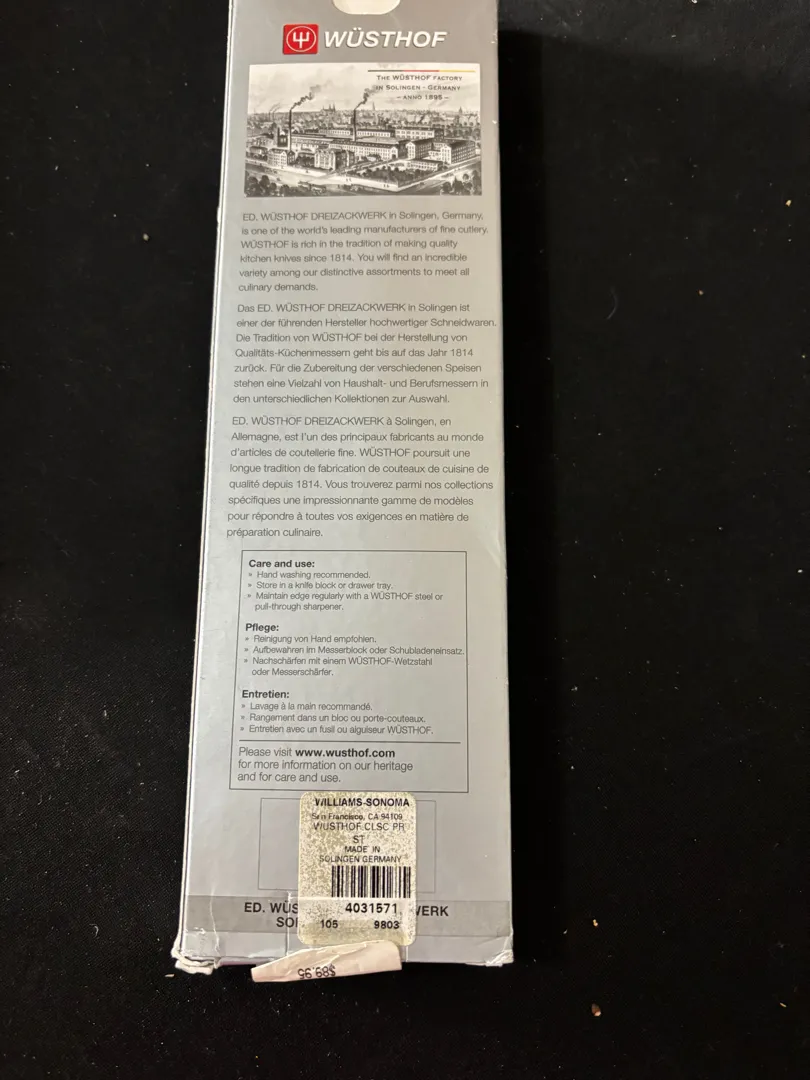 WÜSTHOF
THE WÜSTHOF FACTORY
IN SOLINGEN - GERMANY
– ANNO 1895 –
ED. WÜSTHOF DREIZACKWERK in Solingen, Germany,
is one of the world's leading manufacturers of fine cutlery.
WÜSTHOF is rich in the tradition of making quality
kitchen knives since 1814. You will find an incredible
variety among our distinctive assortments to meet all
culinary demands.
Das ED. WÜSTHOF DREIZACKWERK in Solingen ist
einer der führenden Hersteller hochwertiger Schneidwaren.
Die Tradition von WÜSTHOF bei der Herstellung von
Qualitäts-Küchenmessern geht bis auf das Jahr 1814
zurück. Für die Zubereitung der verschiedenen Speisen
stehen eine Vielzahl von Haushalt- und Berufsmessern in
den unterschiedlichen Kollektionen zur Auswahl.
ED. WÜSTHOF DREIZACKWERK à Solingen, en
Allemagne, est l'un des principaux fabricants au monde
d'articles de coutellerie fine. WÜSTHOF poursuit une
longue tradition de fabrication de couteaux de cuisine de
qualité depuis 1814. Vous trouverez parmi nos collections
spécifiques une impressionnante gamme de modèles
pour répondre à toutes vos exigences en matière de
préparation culinaire.
Care and use:
» Hand washing recommended.
» Store in a knife block or drawer tray.
» Maintain edge regularly with a WÜSTHOF steel or
pull-through sharpener.
Pflege:
» Reinigung von Hand empfohlen.
» Aufbewahren im Messerblock oder Schubladeneinsatz.
» Nachschärfen mit einem WÜSTHOF-Wetzstahl
oder Messerschärfer.
Entretien:
» Lavage à la main recommandé.
» Rangement dans un bloc ou porte-couteaux.
» Entretien avec un fusil ou aiguiseur WÜSTHOF.
Please visit www.wusthof.com
for more information on our heritage
and for care and use.
WILLIAMS-SONOMA
San Francisco, CA 94109
WUSTHOF CLSC PR
ST
MADE IN
SOLINGEN GERMANY
4031571
105 9803
ED. WÜS WERK
SOL
$89.95